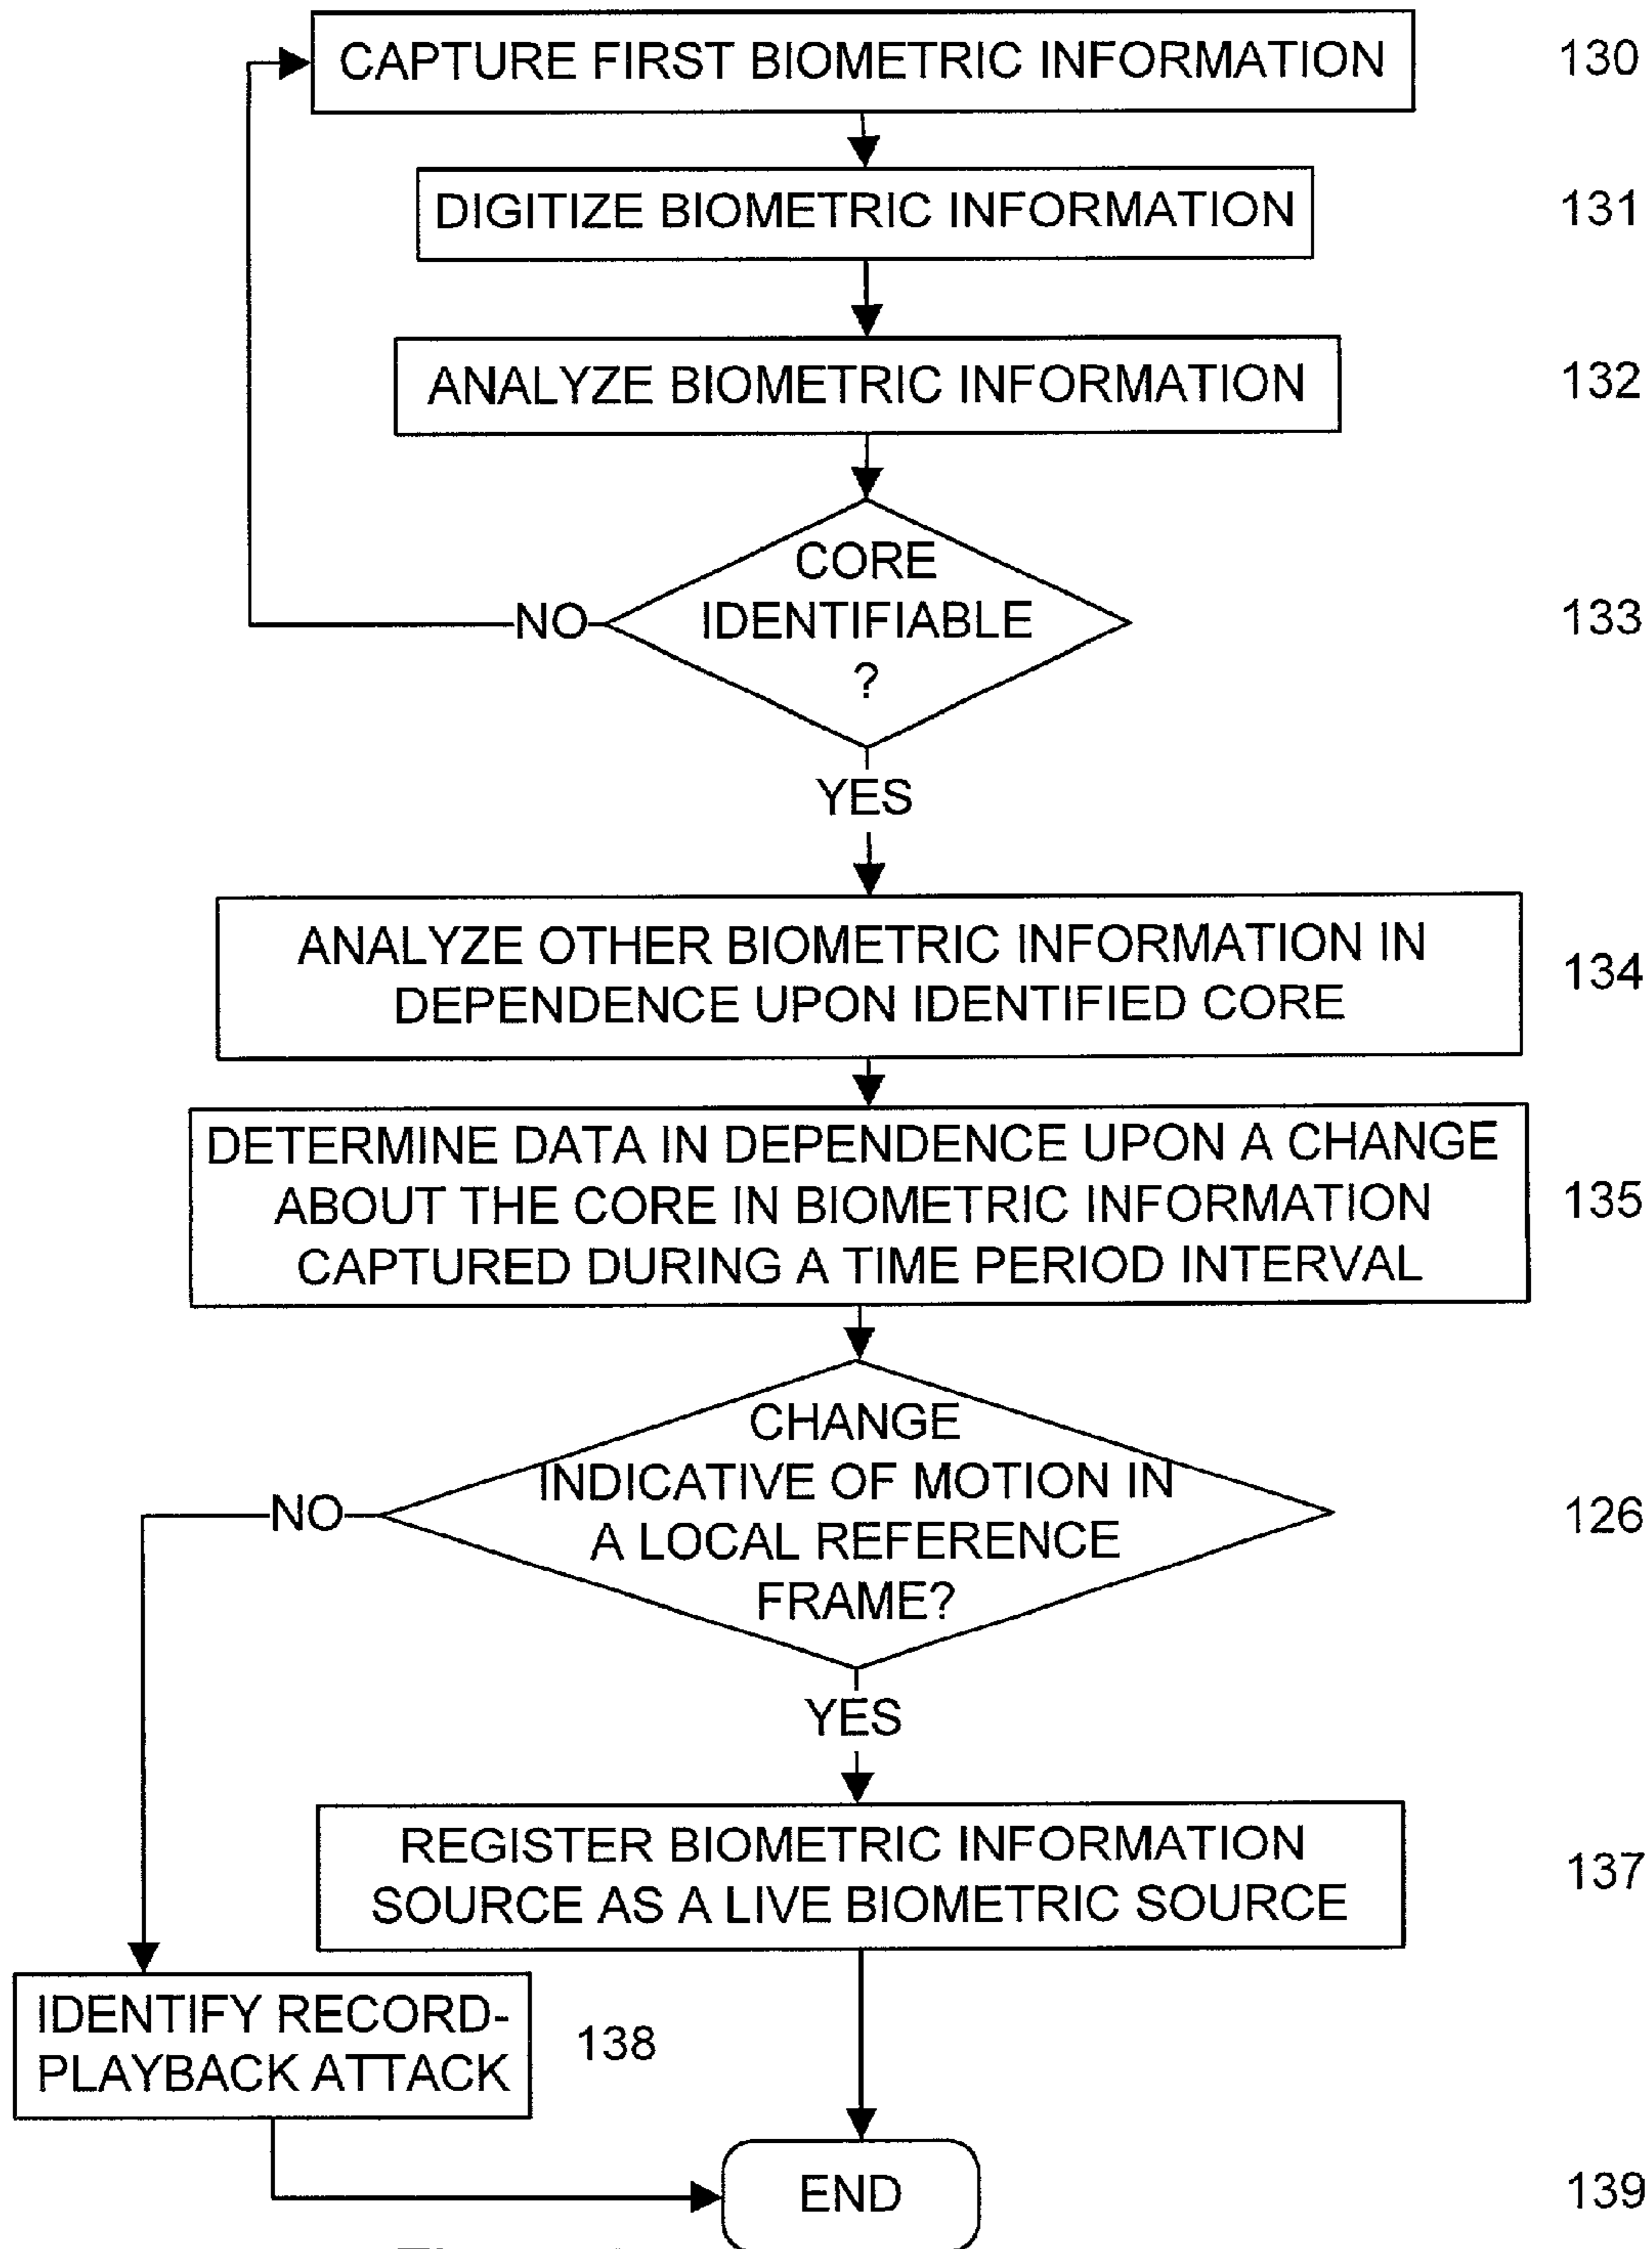 CAPTURE FIRST BIOMETRIC INFORMATION 130
DIGITIZE BIOMETRIC INFORMATION 131
ANALYZE BIOMETRIC INFORMATION 132
CORE
IDENTIFIABLE
?
NO
133
YES
ANALYZE OTHER BIOMETRIC INFORMATION IN
DEPENDENCE UPON IDENTIFIED CORE
134
DETERMINE DATA IN DEPENDENCE UPON A CHANGE
ABOUT THE CORE IN BIOMETRIC INFORMATION
CAPTURED DURING A TIME PERIOD INTERVAL
135
CHANGE
INDICATIVE OF MOTION IN
A LOCAL REFERENCE
FRAME?
NO
126
YES
REGISTER BIOMETRIC INFORMATION
SOURCE AS A LIVE BIOMETRIC SOURCE
137
IDENTIFY RECORD-
PLAYBACK ATTACK
138
END
139